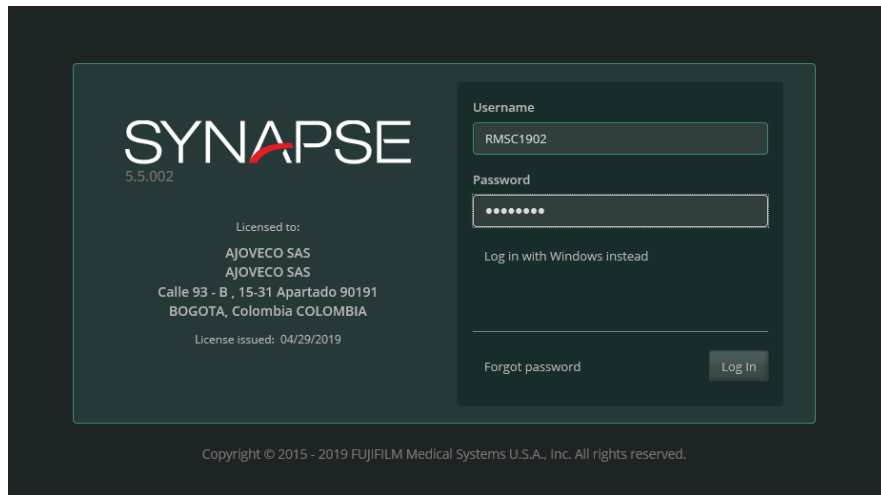 SYNAPSE
5.5.002
Licensed to:
AJOVECO SAS
AJOVECO SAS
Calle 93 - B , 15-31 Apartado 90191
BOGOTA, Colombia COLOMBIA
License issued: 04/29/2019
Username
RMSC1902
Password
••••••••
Log in with Windows instead
Forgot password
Log In
Copyright © 2015 - 2019 FUJIFILM Medical Systems U.S.A., Inc. All rights reserved.